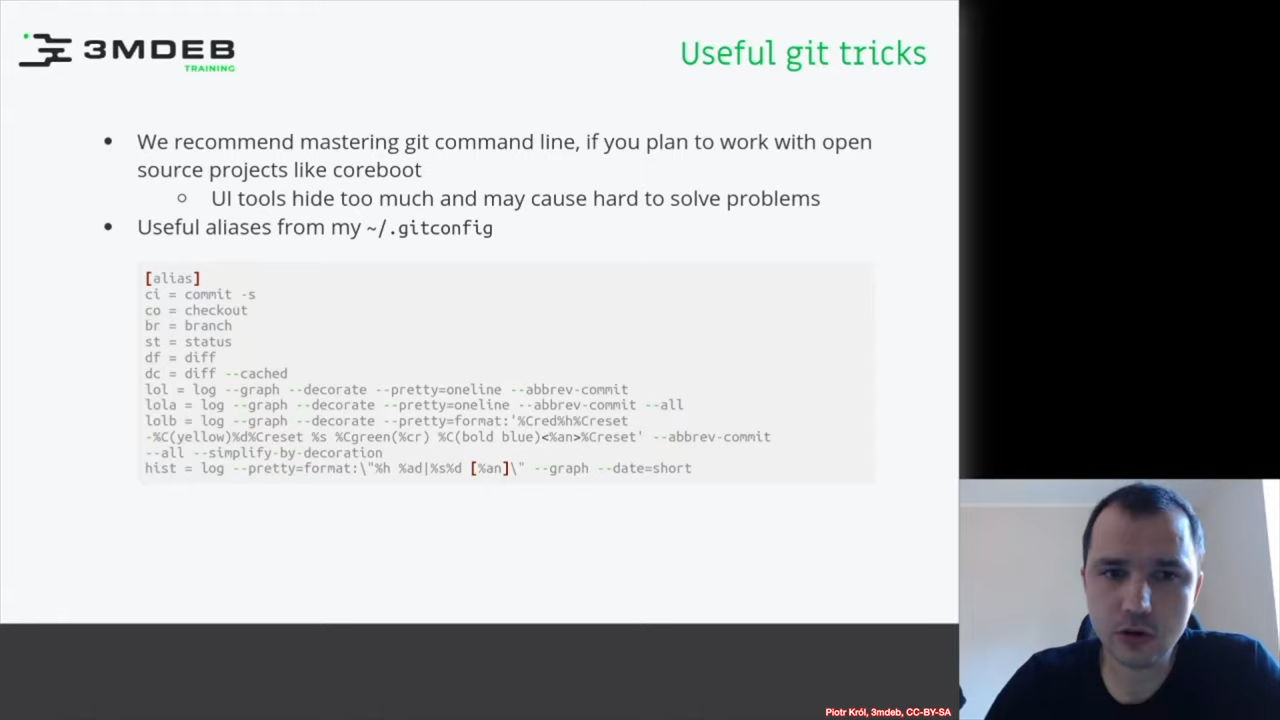 3MDEB
TRAINING
Useful git tricks
We recommend mastering git command line, if you plan to work with open
source projects like coreboot
UI tools hide too much and may cause hard to solve problems
Useful aliases from my ~/.gitconfig
[alias]
ci = commit -s
co = checkout
br = branch
st = status
df = diff
dc = diff --cached
lol = log --graph --decorate --pretty=oneline --abbrev-commit
lola = log --graph --decorate --pretty=oneline --abbrev-commit --all
lolb = log --graph --decorate --pretty=format:'%Cred%h%Creset
-%C(yellow)%d%Creset %s %Cgreen(%cr) %C(bold blue)<%an>%Creset' --abbrev-commit
--all --simplify-by-decoration
hist = log --pretty=format:\"%h %ad|%s%d [%an]\" --graph --date=short
Piotr Król, 3mdeb, CC-BY-SA